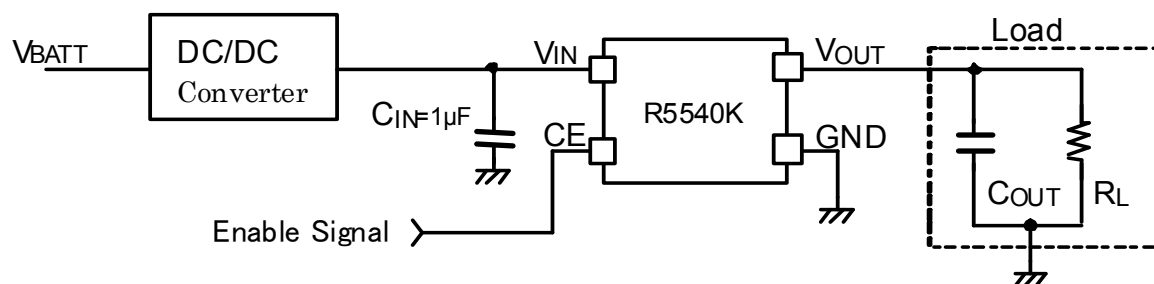 Load
VBATT
DC/DC
Converter
VIN
VOUT
CIN=1µF
R5540K
CE
GND
COUT
RL
Enable Signal